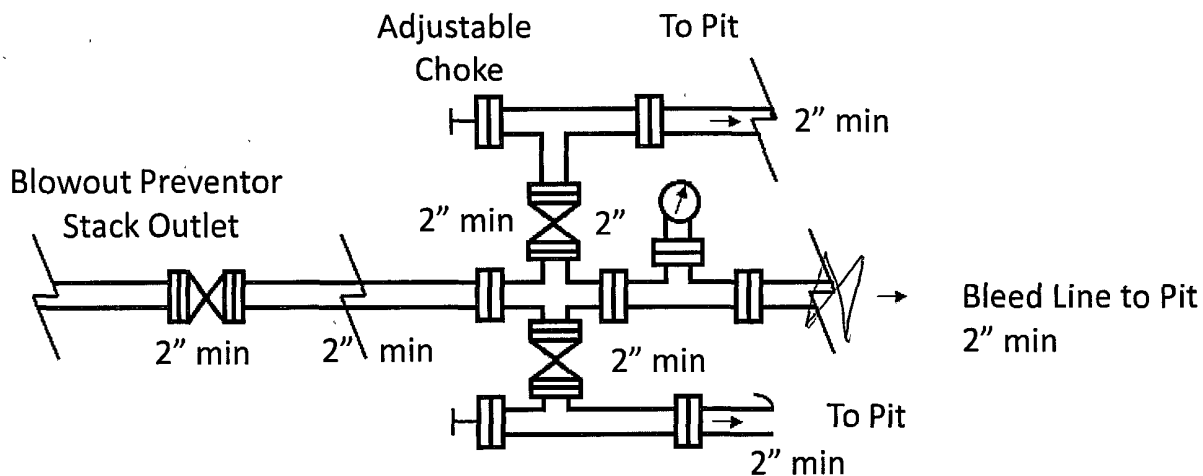 Adjustable
Choke
To Pit
2” min
Blowout Preventor
Stack Outlet
2” min
2”
2” min
2” min
2” min
Bleed Line to Pit
2” min
To Pit
2” min